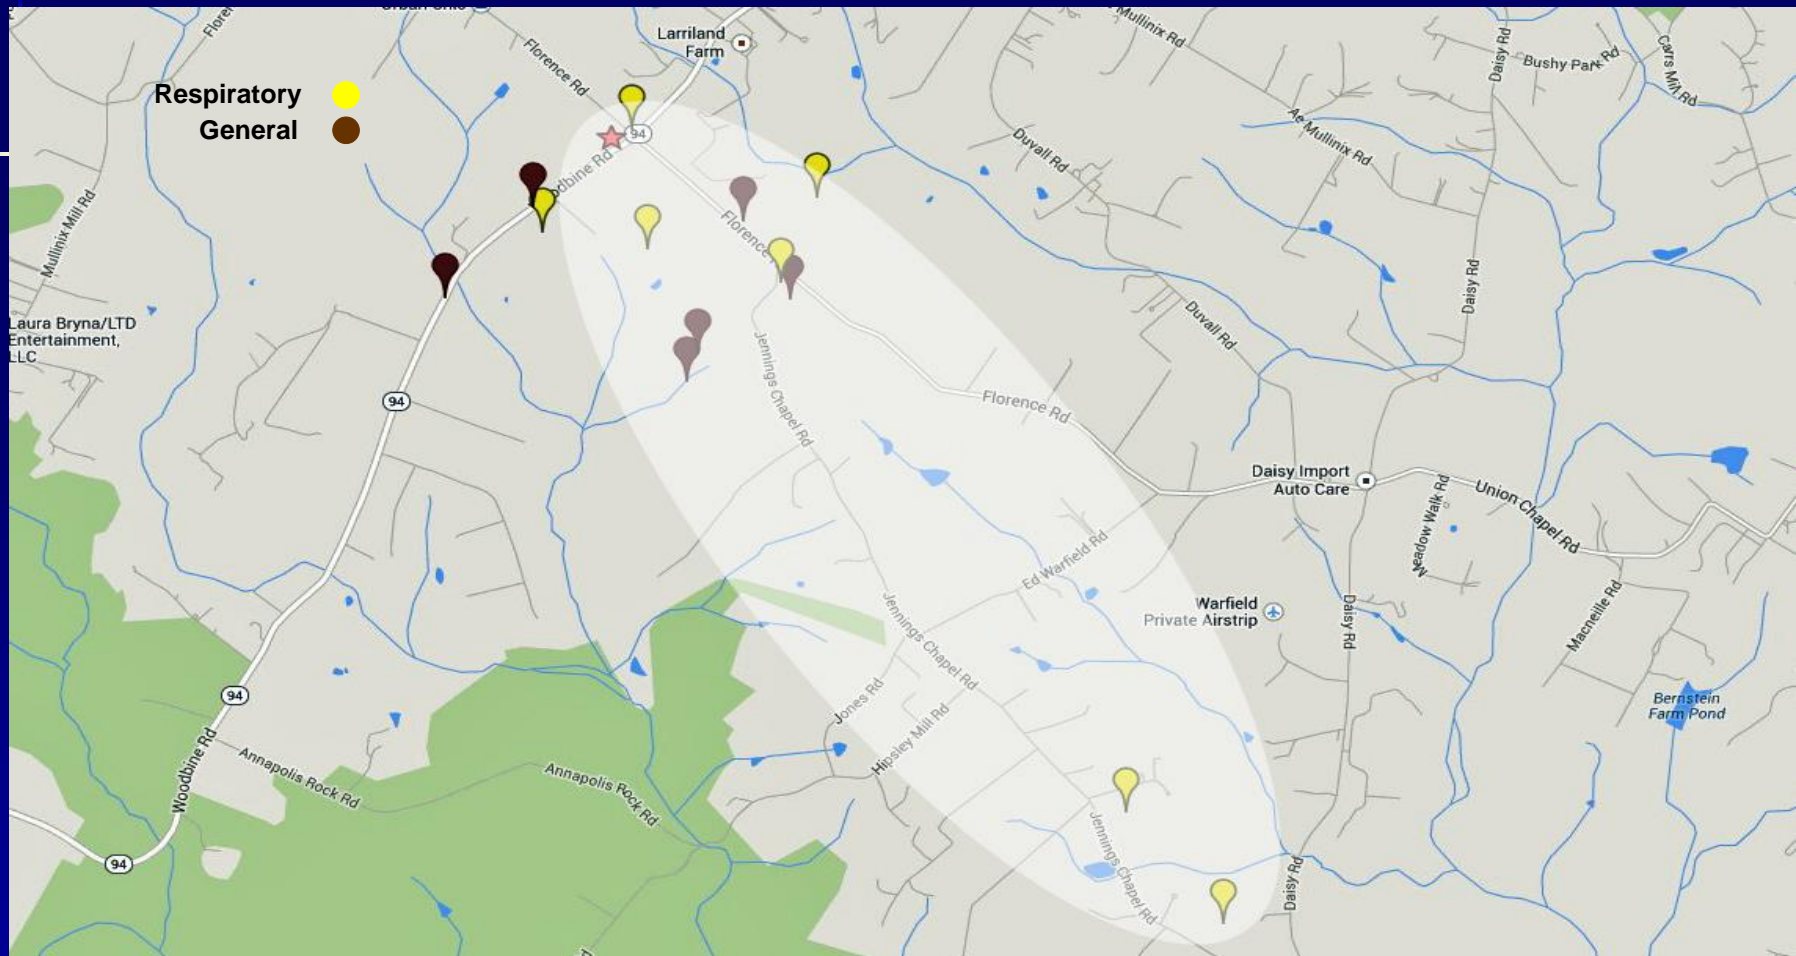 Larriland
Farm
Mullinix Rd
Daisy Rd
Bushy Park Rd
Carrs Mill Rd
Florence Rd
Respiratory
General
94
Ae Mullinix Rd
Duvall Rd
Mullinix Mill Rd
Florence Rd
Daisy Rd
Laura Bryna/LTD
Entertainment,
LLC
Duvall Rd
Jennings Chapel Rd
94
Florence Rd
Daisy Import
Auto Care
Meadow Walk Rd
Union Chapel Rd
Ed Warfield Rd
Warfield
Private Airstrip
Daisy Rd
Macneille Rd
Jennings Chapel Rd
94
Jones Rd
Hipsley Mill Rd
Bernstein
Farm Pond
Woodbine Rd
Annapolis Rock Rd
Annapolis Rock Rd
Jennings Chapel Rd
94
Daisy Rd